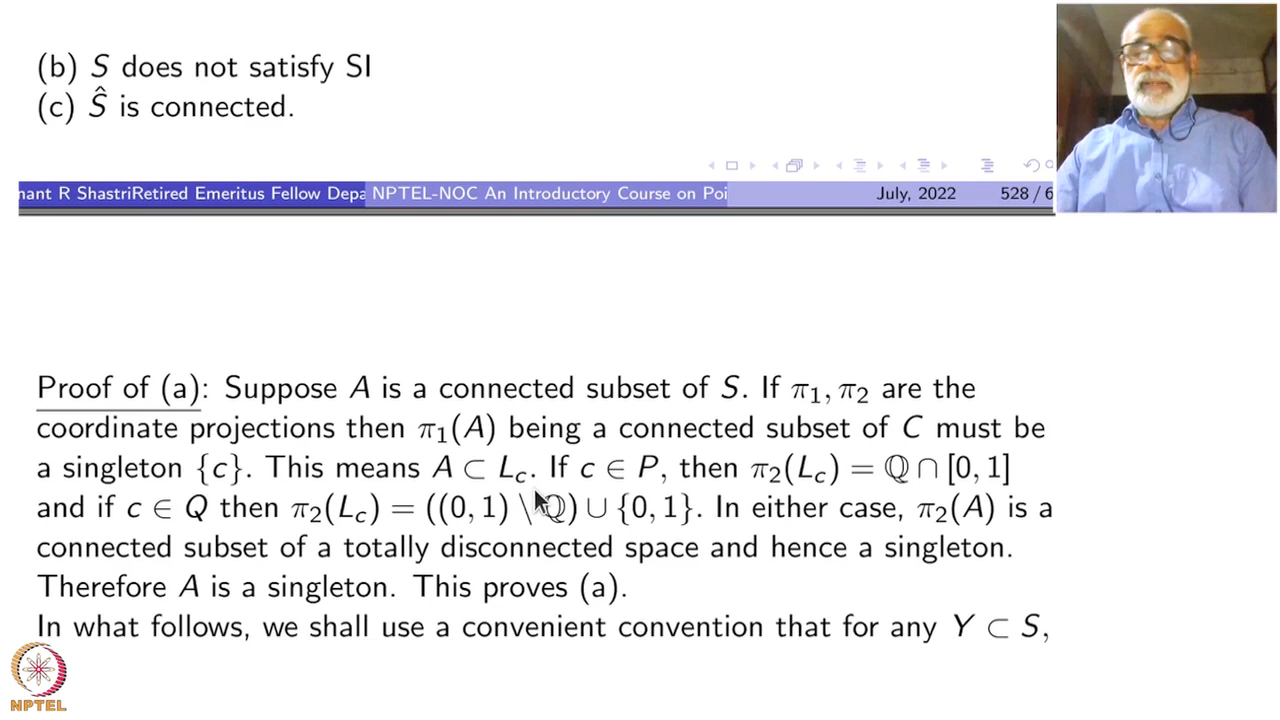 (b) S does not satisfy SI
(c) Ŝ is connected.
nant R ShastriRetired Emeritus Fellow Depa NPTEL-NOC An Introductory Course on Poi July, 2022 528 / 6
Proof of (a): Suppose A is a connected subset of S. If π₁, π₂ are the
coordinate projections then π₁(A) being a connected subset of C must be
a singleton {c}. This means A ⊂ L_c. If c ∈ P, then π₂(L_c) = ℚ ∩ [0, 1]
and if c ∈ Q then π₂(L_c) = ((0, 1) \ ℚ) ∪ {0, 1}. In either case, π₂(A) is a
connected subset of a totally disconnected space and hence a singleton.
Therefore A is a singleton. This proves (a).
In what follows, we shall use a convenient convention that for any Y ⊂ S,
NPTEL